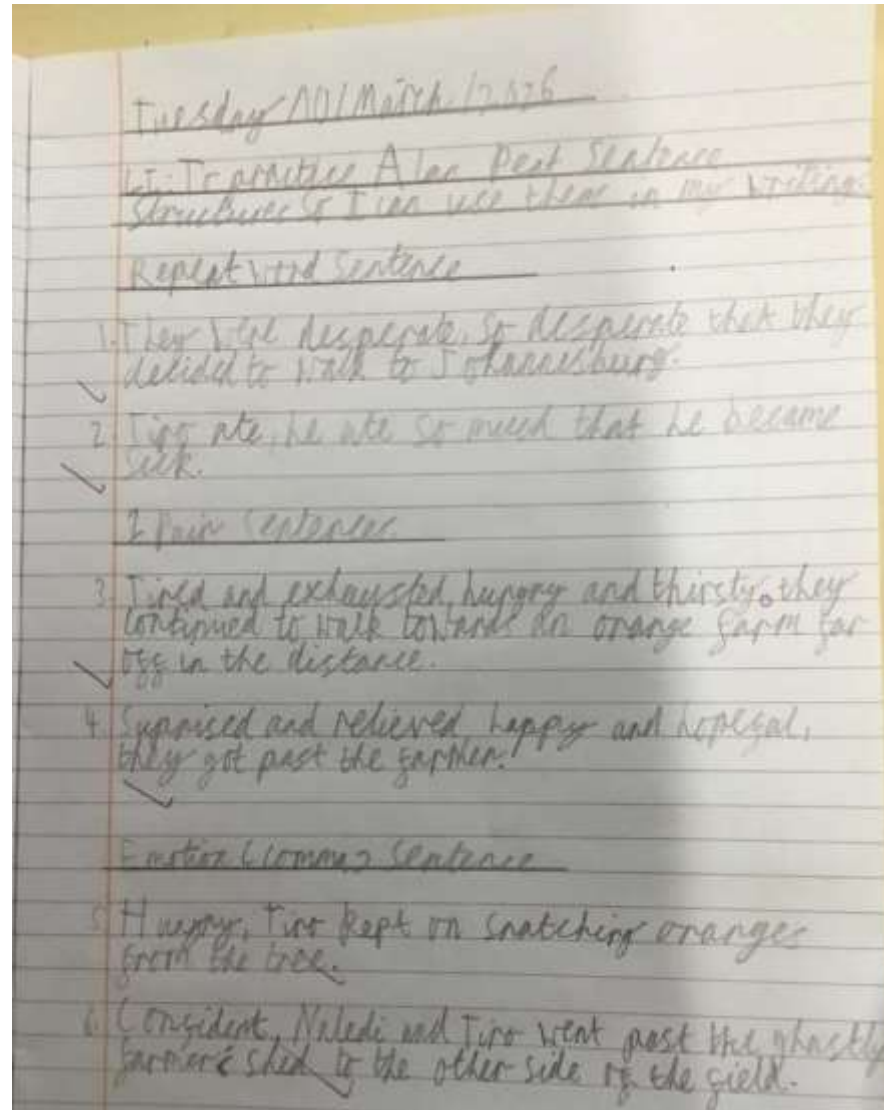 Tuesday 10/March/2026
L.I: To practise Alan Peat Sentence
Structures so I can use them in my writing.
Repeat word Sentence
1. They were desperate, so desperate that they
decided to walk to Johannesburg.
2. Tiro ate, he ate so much that he became
sick.
2 Pair Sentences
3. Tired and exhausted, hungry and thirsty, they
continued to walk towards an orange farm far
off in the distance.
4. Suprised and relieved, happy and hopeful,
they got past the farmer.
Emotion (comma) Sentence
5. Hungry, Tiro kept on snatching oranges
from the tree.
6. Confident, Naledi and Tiro went past the ghastly
farmer's shed to the other side of the field.